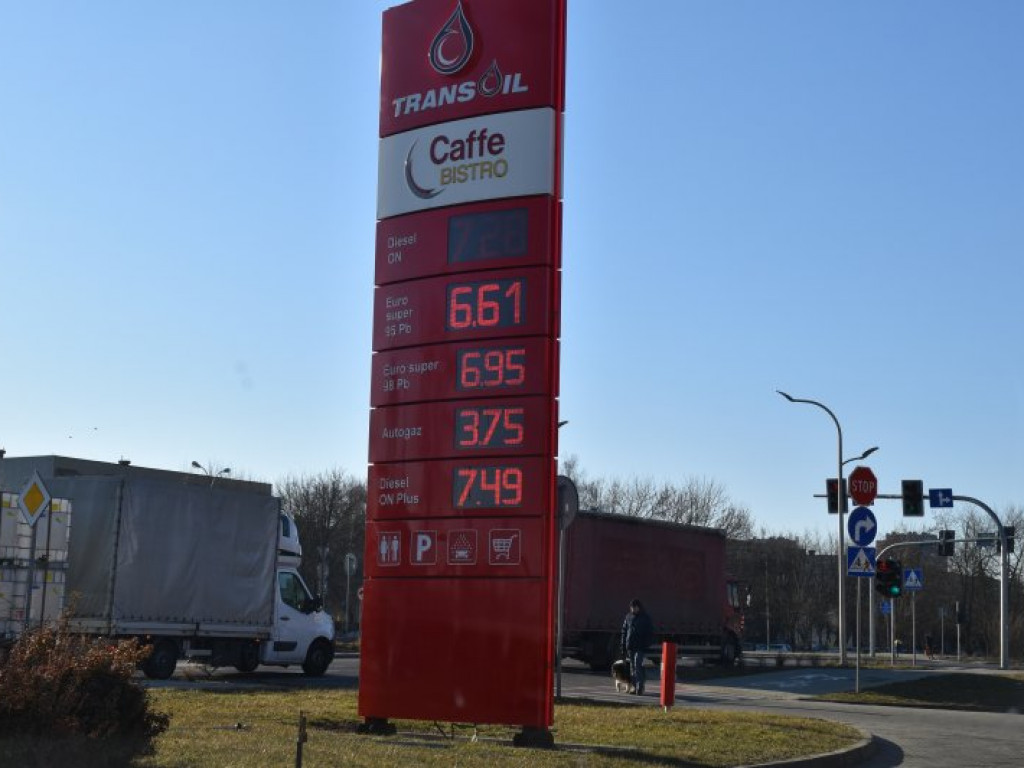 TRANSOIL
Caffe
BISTRO
Diesel
ON
7.28
Euro
super
95 Pb
6.61
Euro super
98 Pb
6.95
Autogaz
3.75
Diesel
ON Plus
7.49
P
STOP